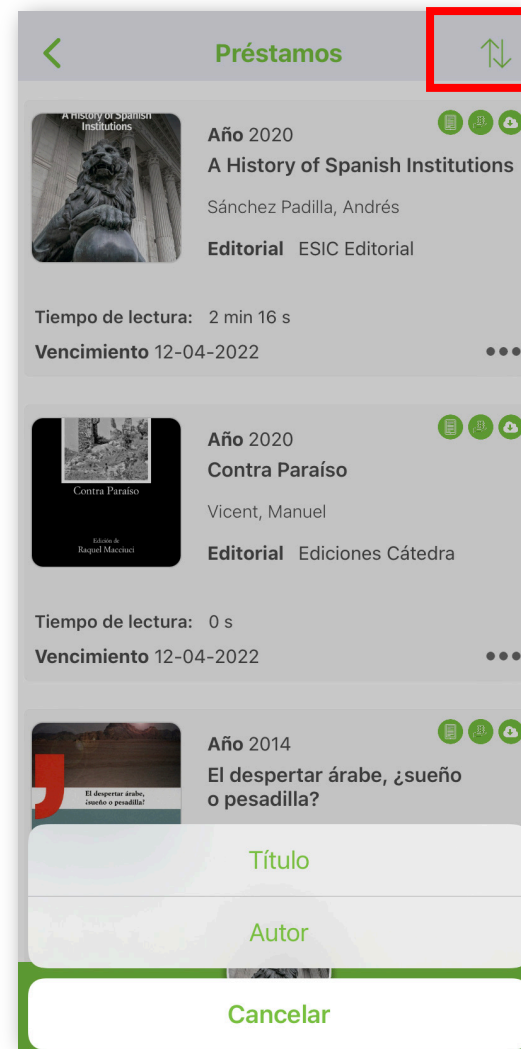 Préstamos
A History of Spanish
Institutions
Año 2020
A History of Spanish Institutions
Sánchez Padilla, Andrés
Editorial ESIC Editorial
Tiempo de lectura: 2 min 16 s
Vencimiento 12-04-2022
Contra Paraíso
Edición de
Raquel Macciuci
Año 2020
Contra Paraíso
Vicent, Manuel
Editorial Ediciones Cátedra
Tiempo de lectura: 0 s
Vencimiento 12-04-2022
El despertar árabe,
¿sueño o pesadilla?
Año 2014
El despertar árabe, ¿sueño
o pesadilla?
Título
Autor
Cancelar